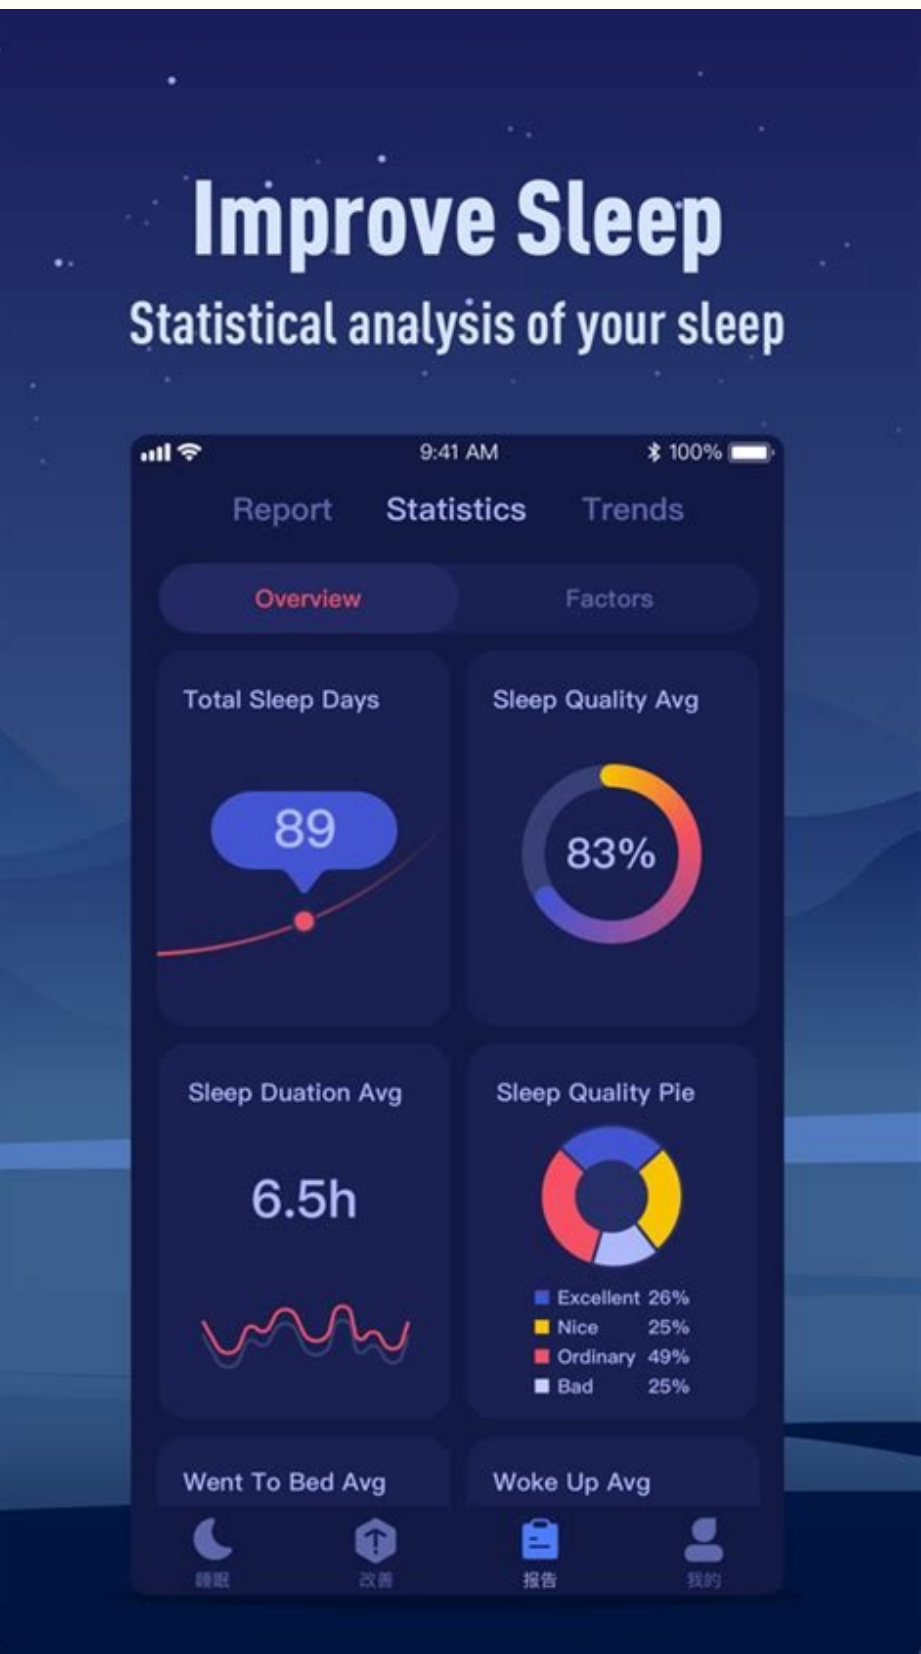 Improve Sleep
Statistical analysis of your sleep
9:41 AM 100%
Report Statistics Trends
Overview Factors
Total Sleep Days Sleep Quality Avg
89
83%
Sleep Duation Avg Sleep Quality Pie
6.5h
Excellent 26%
Nice 25%
Ordinary 49%
Bad 25%
Went To Bed Avg Woke Up Avg
睡眠 改善 报告 我的